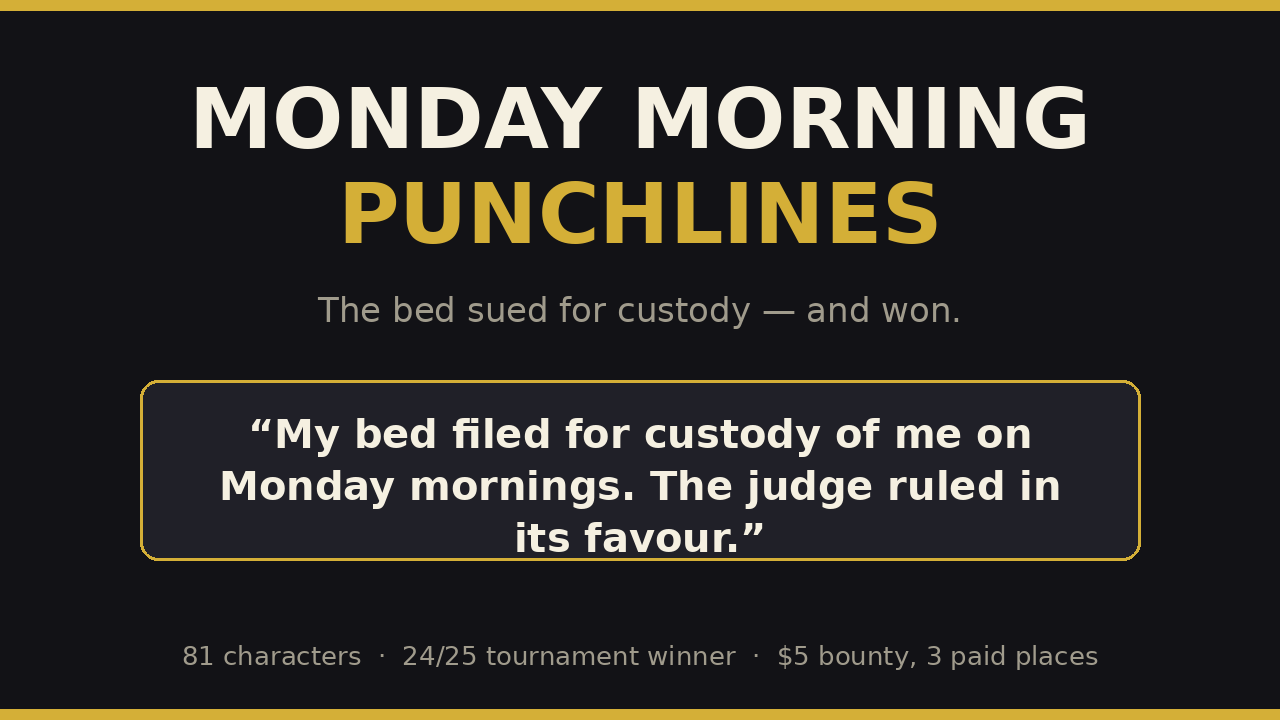 MONDAY MORNING
PUNCHLINES
The bed sued for custody — and won.
“My bed filed for custody of me on
Monday mornings. The judge ruled in
its favour.”
81 characters · 24/25 tournament winner · $5 bounty, 3 paid places